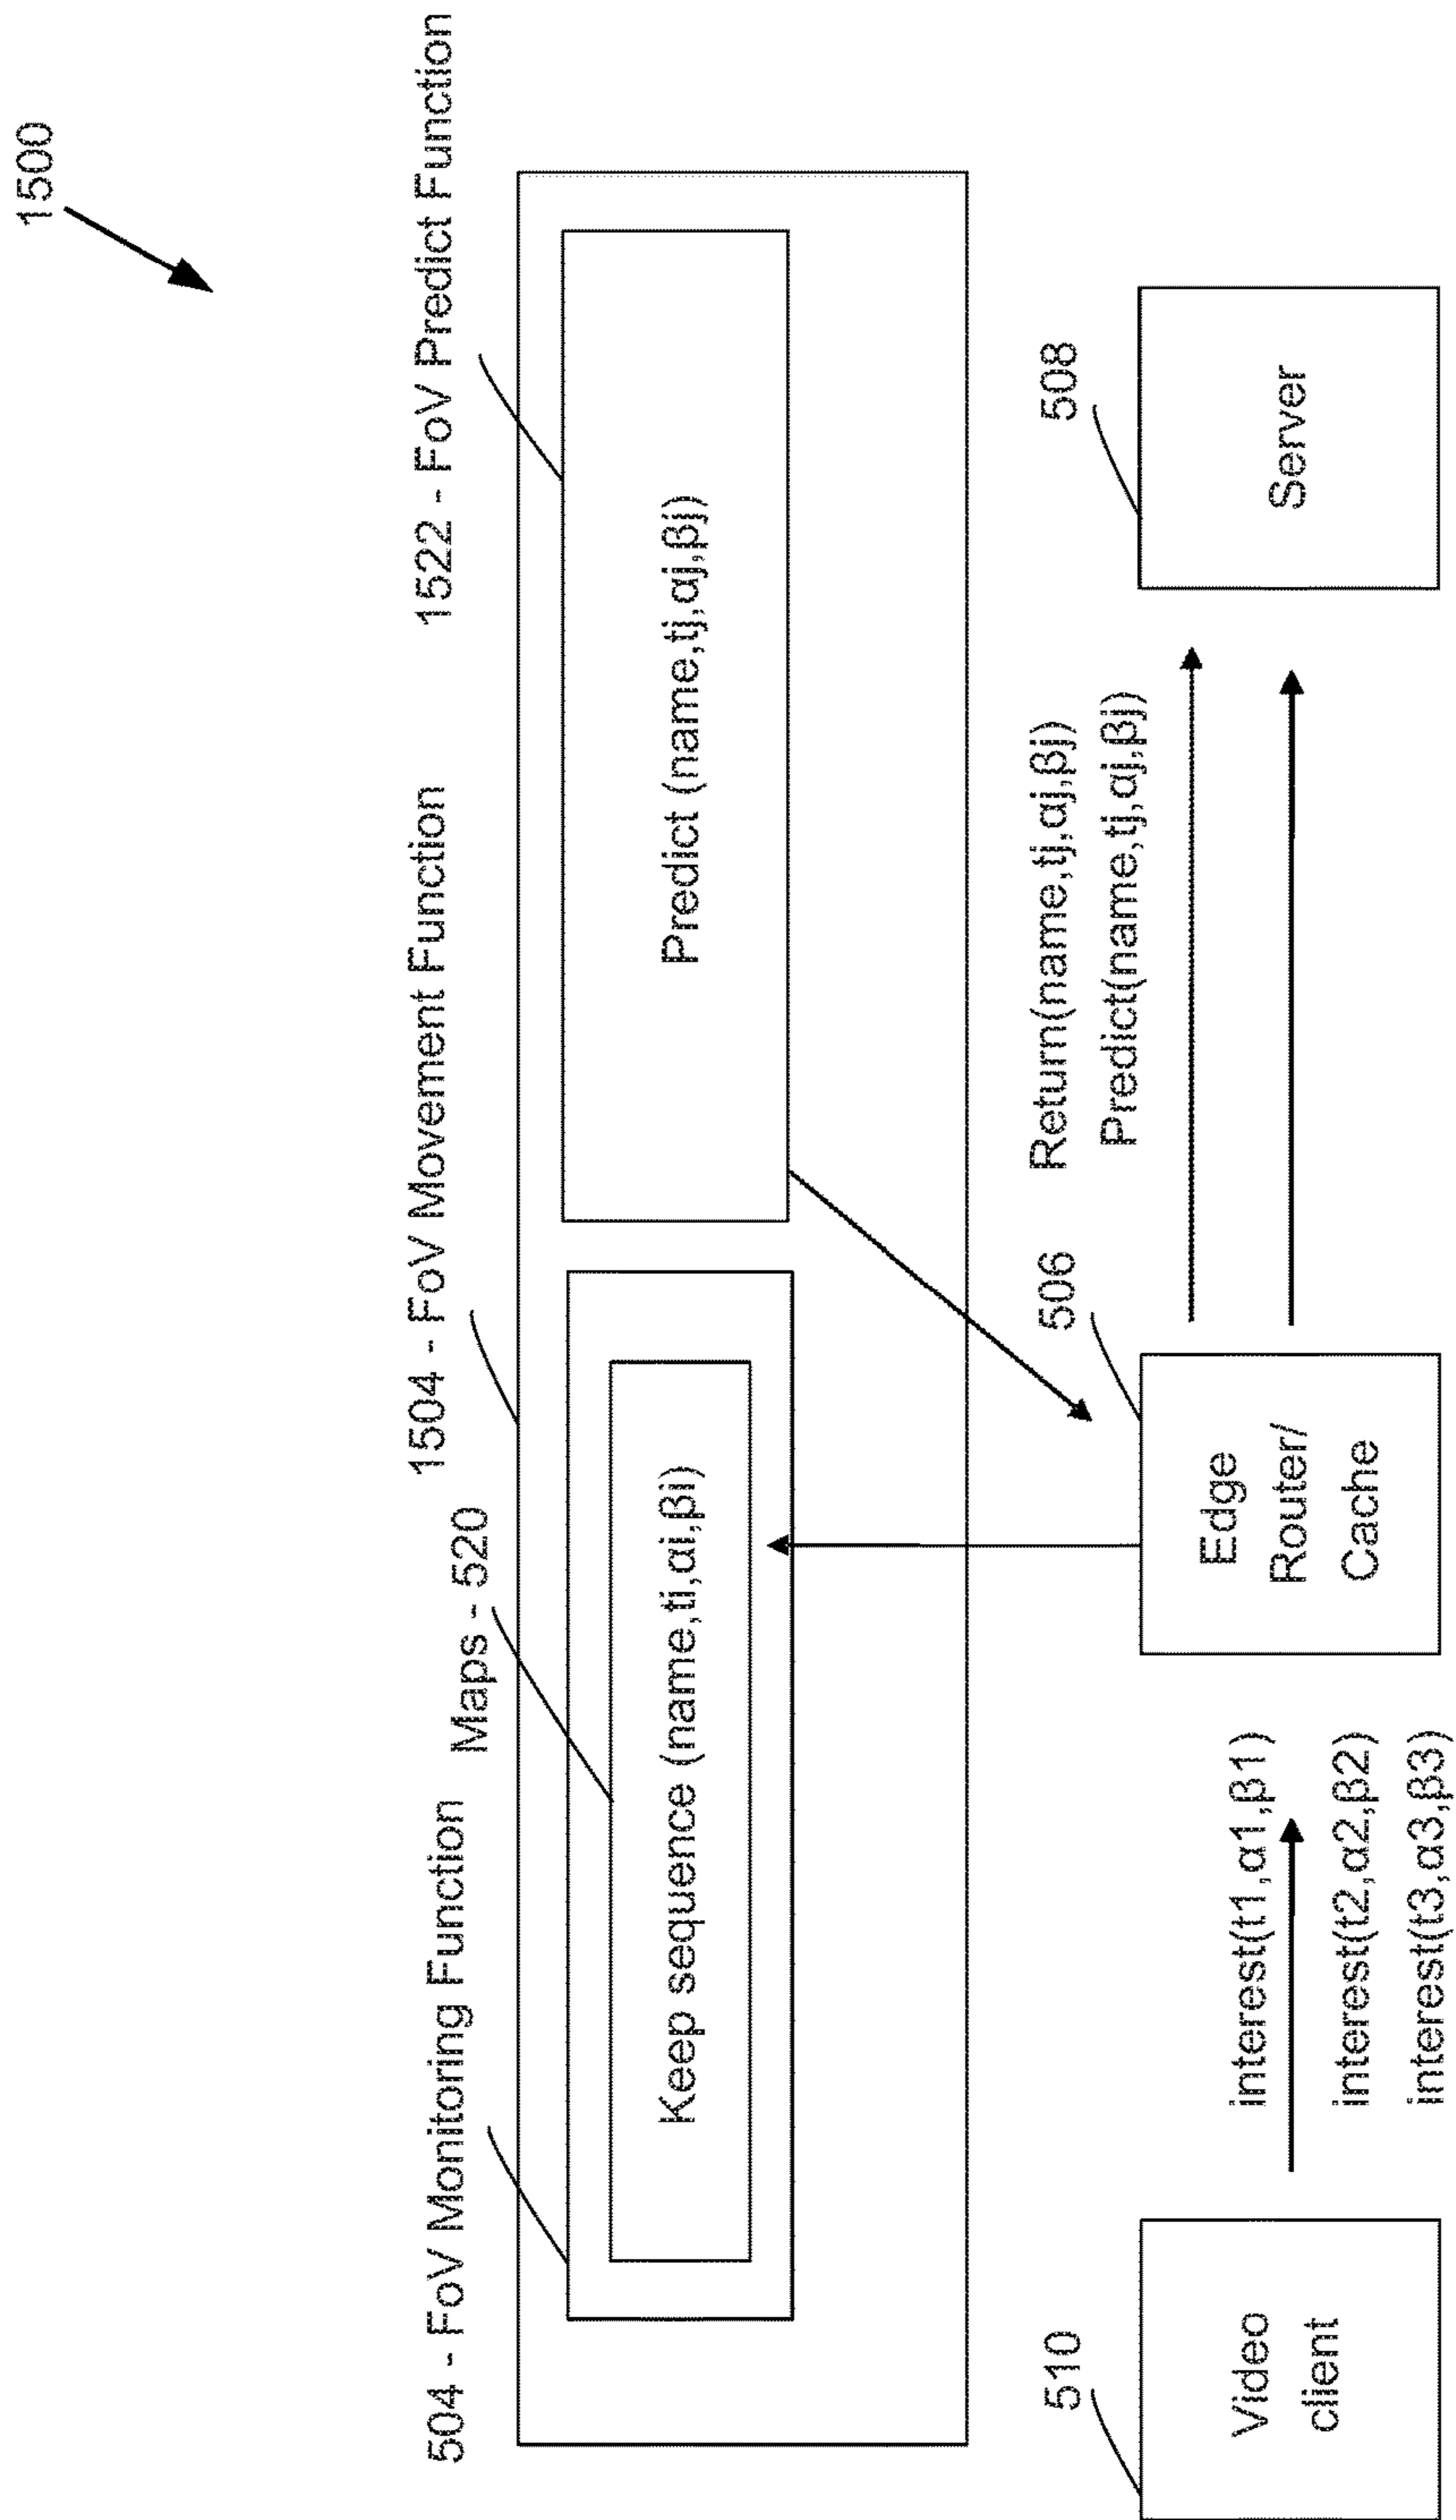 1500
504 - FoV Monitoring Function
Maps - 520
1504 - FoV Movement Function
1522 - FoV Predict Function
Keep sequence (name,ti,αi,βi)
Predict (name,tj,αj,βj)
510
Video
client
interest(t1,α1,β1)
interest(t2,α2,β2)
interest(t3,α3,β3)
506
Edge
Router/
Cache
Return(name,tj,αj,βj)
Predict(name,tj,αj,βj)
508
Server